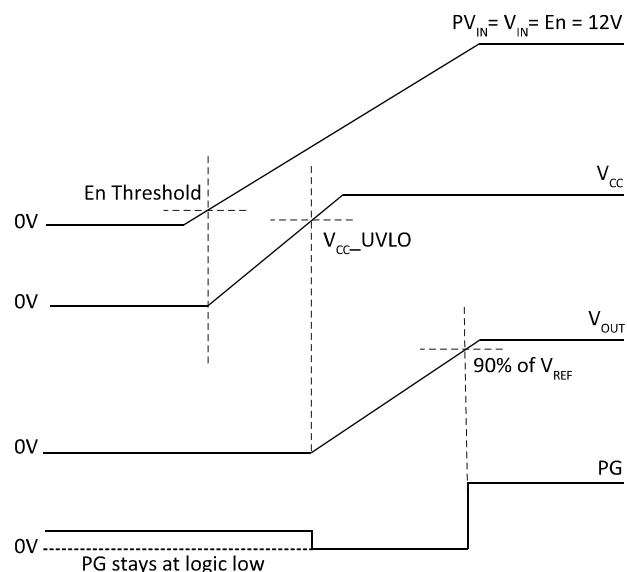 PV_IN = V_IN = En = 12V
En Threshold
V_CC
0V
V_CC_UVLO
0V
V_OUT
90% of V_REF
0V
PG
0V
PG stays at logic low